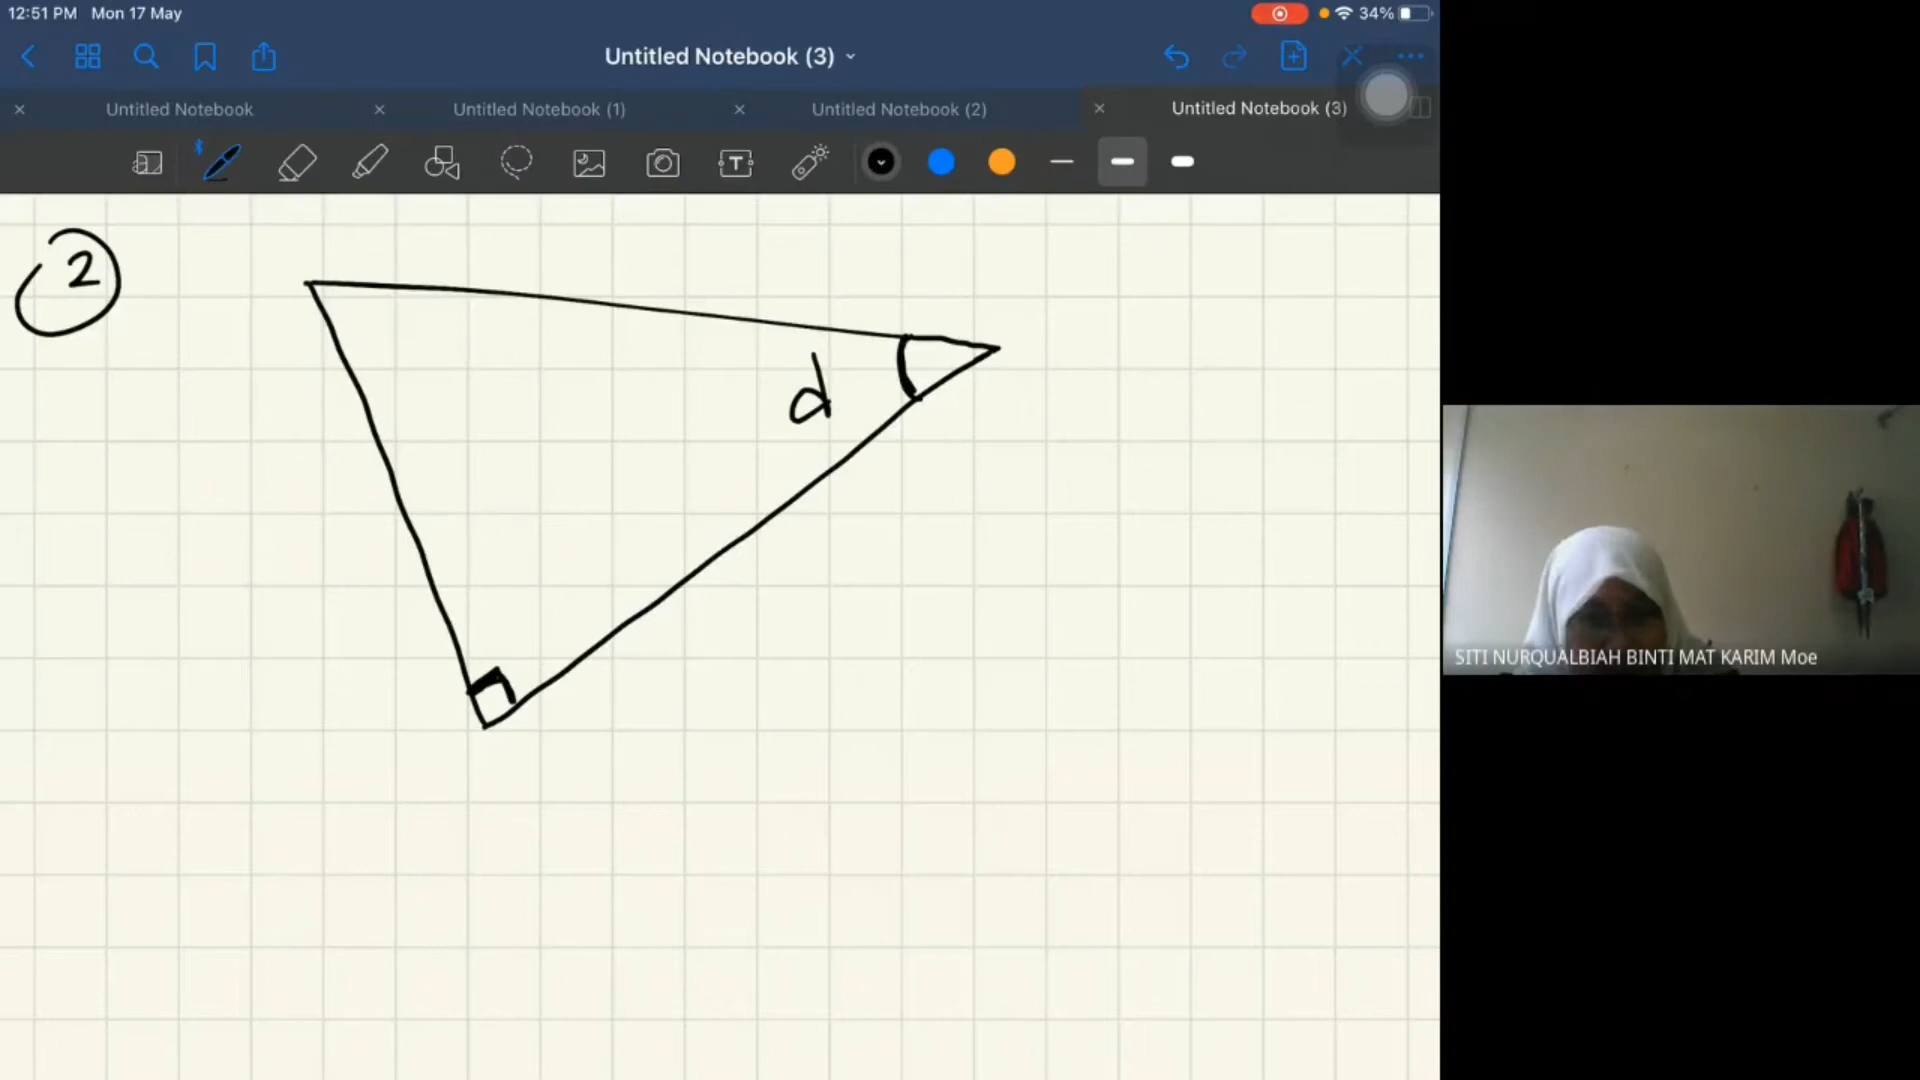 12:51 PM Mon 17 May
34%
Untitled Notebook (3)
Untitled Notebook
Untitled Notebook (1)
Untitled Notebook (2)
Untitled Notebook (3)
T
2
d
SITI NURQUALBIAH BINTI MAT KARIM Moe